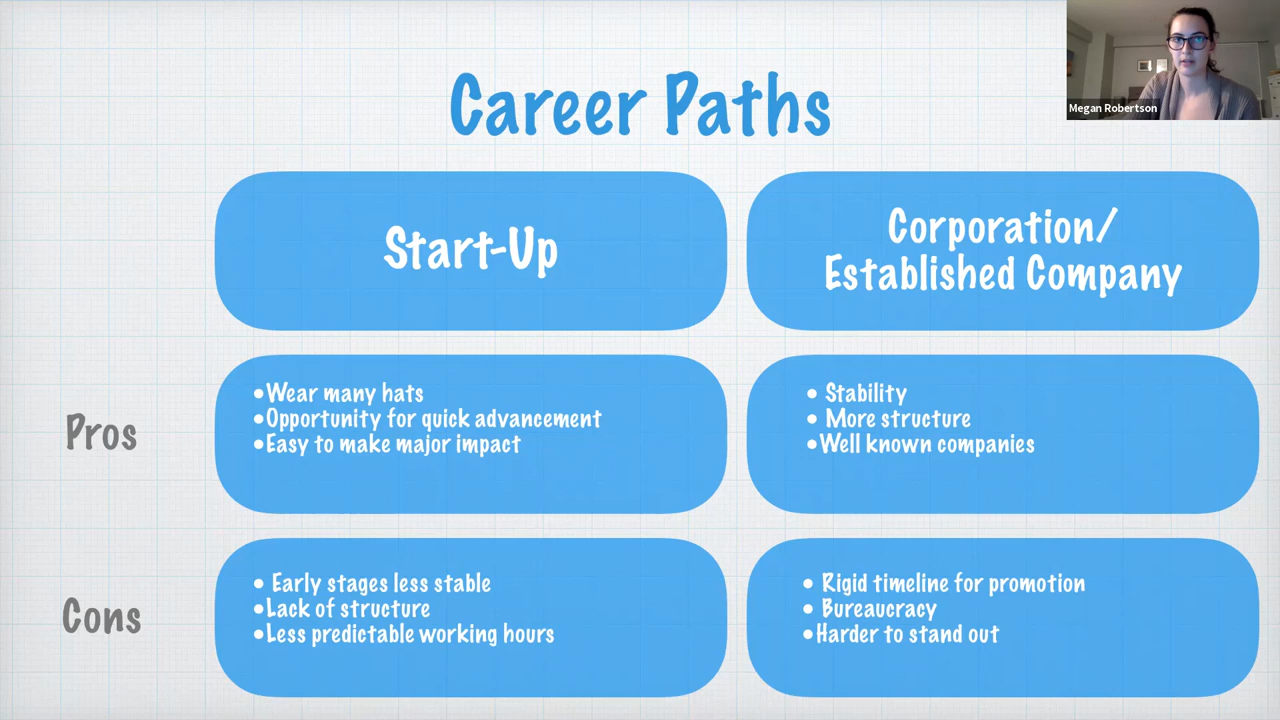 Career Paths
Megan Robertson
Start-Up
Corporation/
Established Company
Pros
•Wear many hats
•Opportunity for quick advancement
•Easy to make major impact
• Stability
• More structure
•Well known companies
Cons
• Early stages less stable
•Lack of structure
•Less predictable working hours
• Rigid timeline for promotion
• Bureaucracy
•Harder to stand out